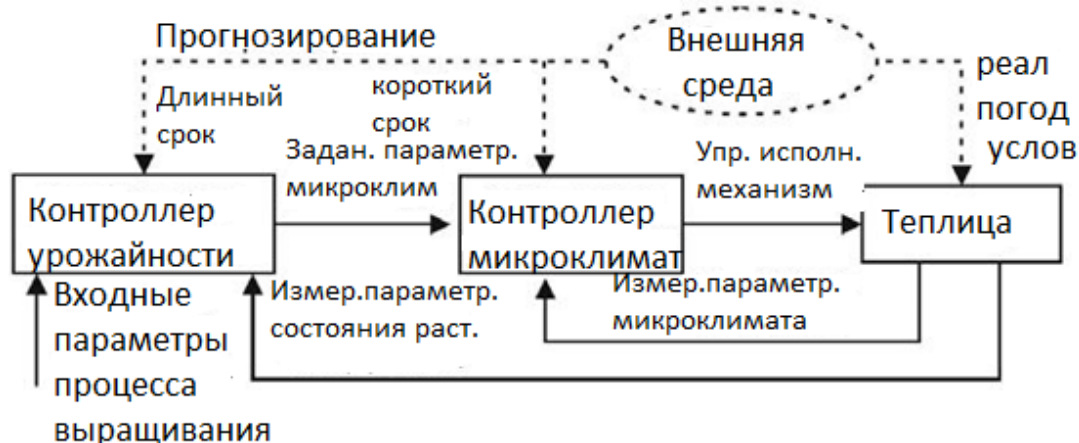 Прогнозирование
Внешняя
среда
реал
погод
услов
Длинный
срок
короткий
срок
Задан. параметр.
микроклим
Упр. исполн.
механизм
Контроллер
урожайности
Контроллер
микроклимат
Теплица
Входные
параметры
процесса
выращивания
Измер.параметр.
состояния раст.
Измер.параметр.
микроклимата